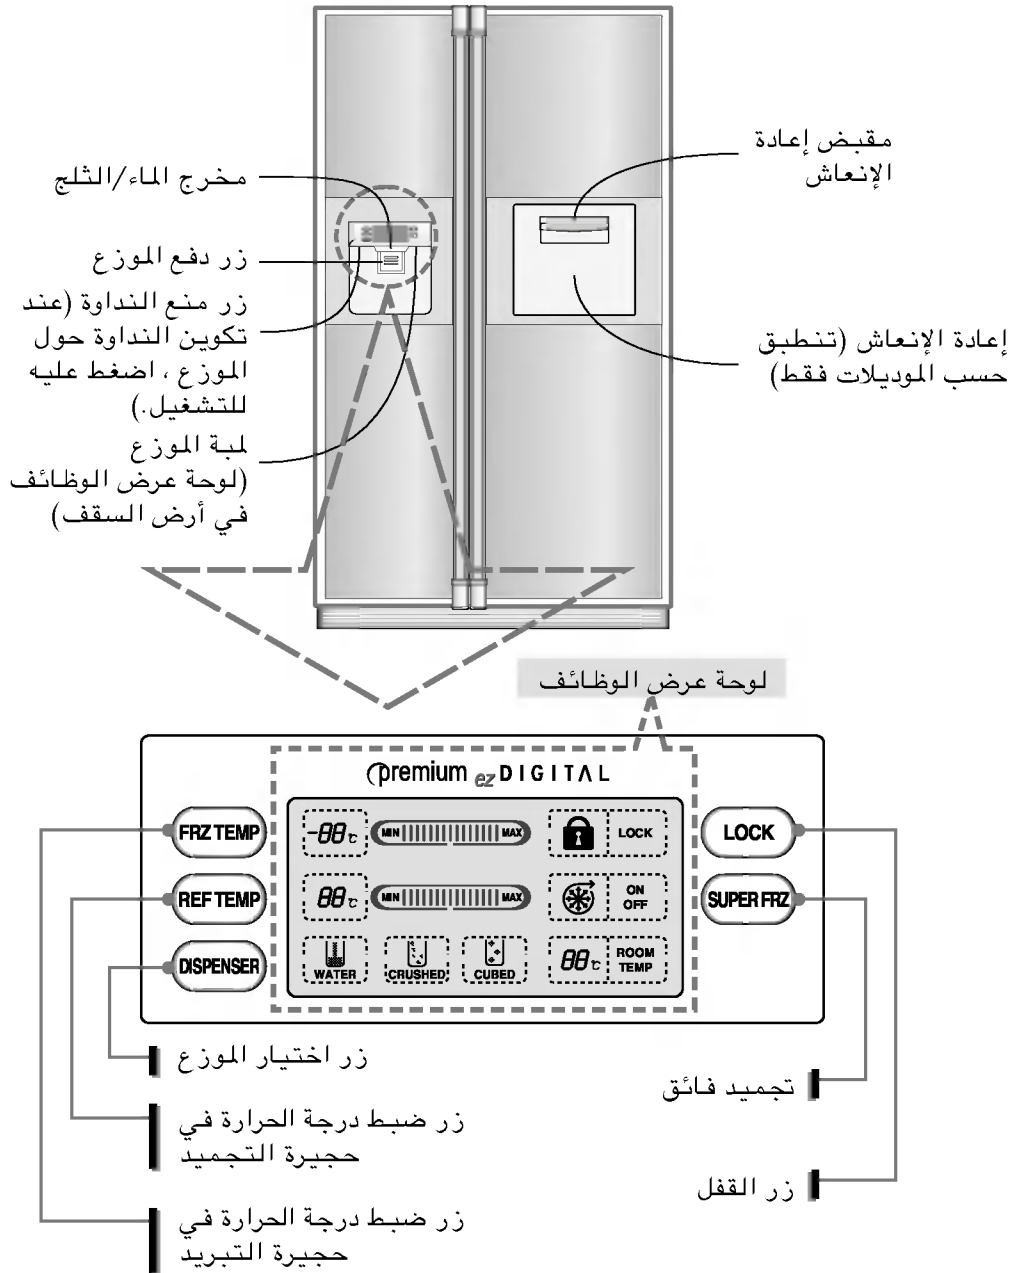 مقبض إعادة
الإنعاش
مخرج الماء/الثلج
زر دفع الموزع
زر منع النداوة (عند
تكوين النداوة حول
الموزع ، اضغط عليه
للتشغيل.)
إعادة الإنعاش (تنطبق
حسب الموديلات فقط)
لمبة الموزع
(لوحة عرض الوظائف
في أرض السقف)
لوحة عرض الوظائف
premium ez DIGITAL
FRZ TEMP
-88 °C
MIN MAX
LOCK
LOCK
REF TEMP
88 °C
MIN MAX
ON
OFF
SUPER FRZ
DISPENSER
WATER
CRUSHED
CUBED
88 °C
ROOM
TEMP
زر اختيار الموزع
تجميد فائق
زر ضبط درجة الحرارة في
حجيرة التجميد
زر القفل
زر ضبط درجة الحرارة في
حجيرة التبريد